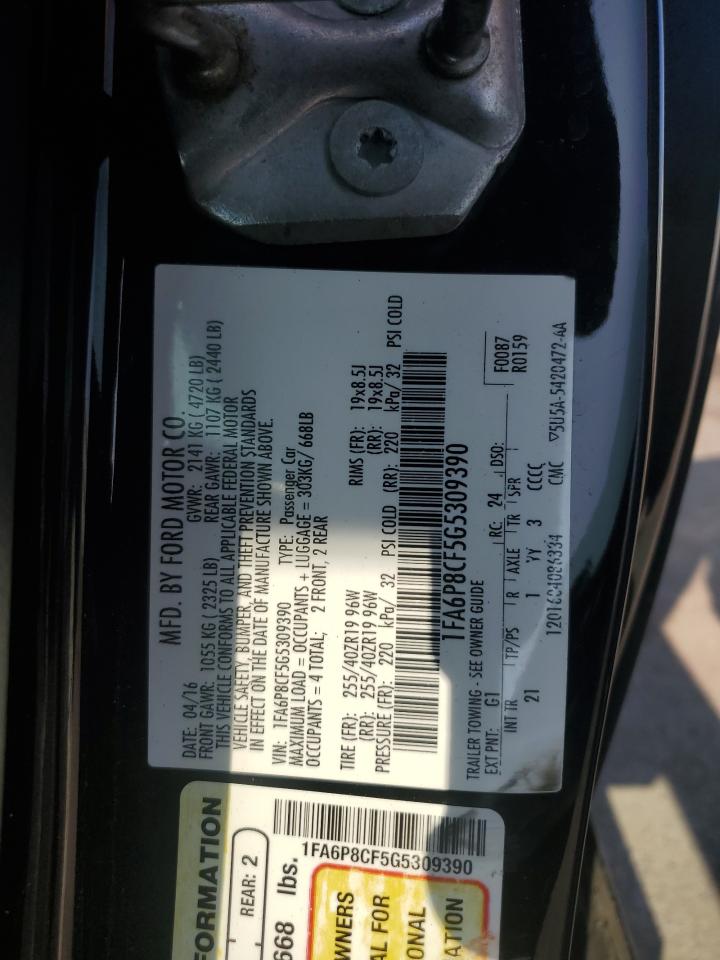 MFD. BY FORD MOTOR CO.
DATE: 04/16 GVWR: 2141 KG ( 4720 LB)
FRONT GAWR: 1055 KG ( 2325 LB) REAR GAWR: 1107 KG ( 2440 LB)
THIS VEHICLE CONFORMS TO ALL APPLICABLE FEDERAL MOTOR
VEHICLE SAFETY, BUMPER, AND THEFT PREVENTION STANDARDS
IN EFFECT ON THE DATE OF MANUFACTURE SHOWN ABOVE.
VIN: 1FA6P8CF5G5309390 TYPE: Passenger Car
MAXIMUM LOAD = OCCUPANTS + LUGGAGE = 303KG/ 668LB
OCCUPANTS = 4 TOTAL; 2 FRONT, 2 REAR
TIRE (FR): 255/40ZR19 96W RIMS (FR): 19x8.5J
(RR): 255/40ZR19 96W (RR): 19x8.5J
PRESSURE (FR): 220 kPa/ 32 PSI COLD (RR): 220 kPa/ 32 PSI COLD
1FA6P8CF5G5309390
TRAILER TOWING - SEE OWNER GUIDE
F0087
R0159
EXT PNT: G1 RC: 24 DSO:
INT TR TP/PS R AXLE TR SPR
21 1 YY 3 CCCC
CMC 5U5A-5420472-AA
FORMATION
REAR: 2
668 lbs.
1FA6P8CF5G5309390
WNERS
AL FOR
ONAL
ATION